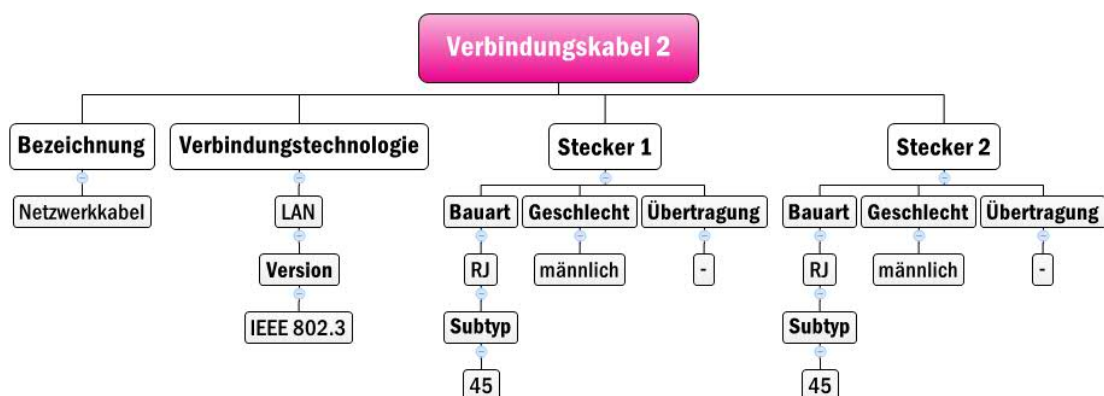 Verbindungskabel 2
Bezeichnung Verbindungstechnologie Stecker 1 Stecker 2
Netzwerkkabel LAN Bauart Geschlecht Übertragung Bauart Geschlecht Übertragung
Version RJ männlich - RJ männlich -
IEEE 802.3 Subtyp Subtyp
45 45